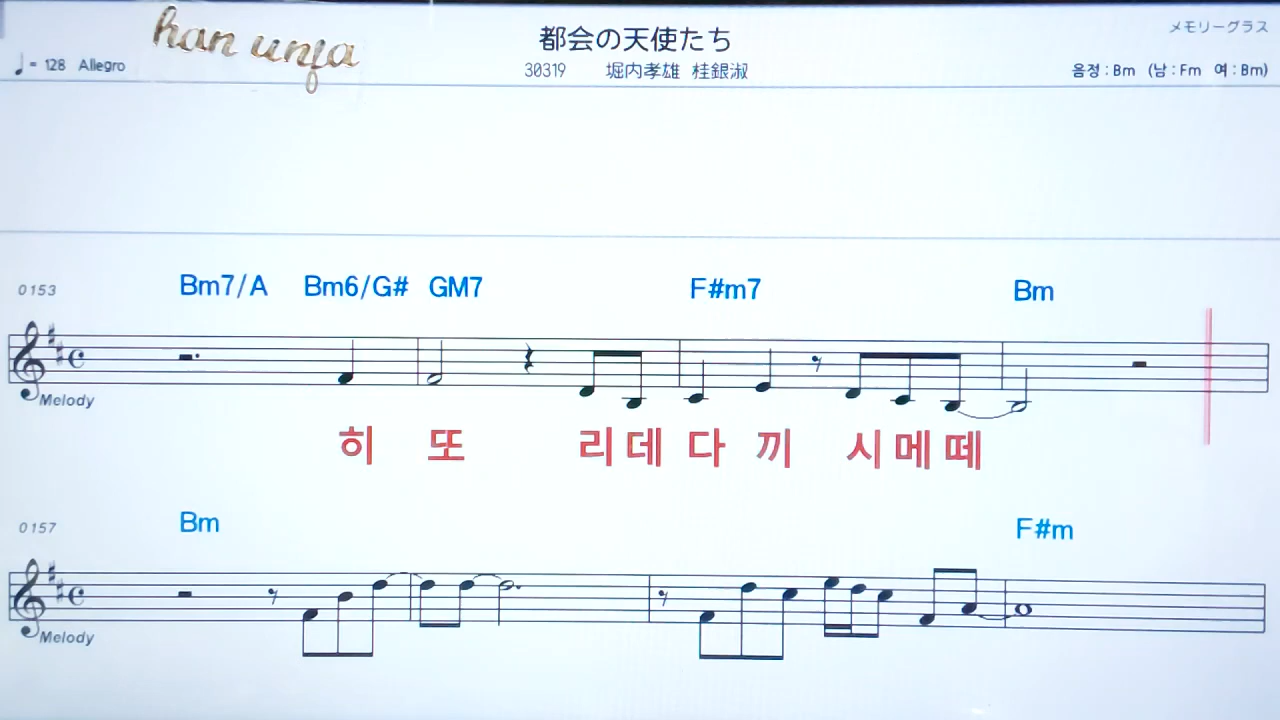 han unja
都会の天使たち
メモリーグラス
♩= 128 Allegro
30319 堀内孝雄 桂銀淑
음정 : Bm (남 : Fm 여 : Bm)
0153
Bm7/A Bm6/G# GM7 F#m7 Bm
Melody
히 또 리 데 다 끼 시 메 떼
0157
Bm F#m
Melody